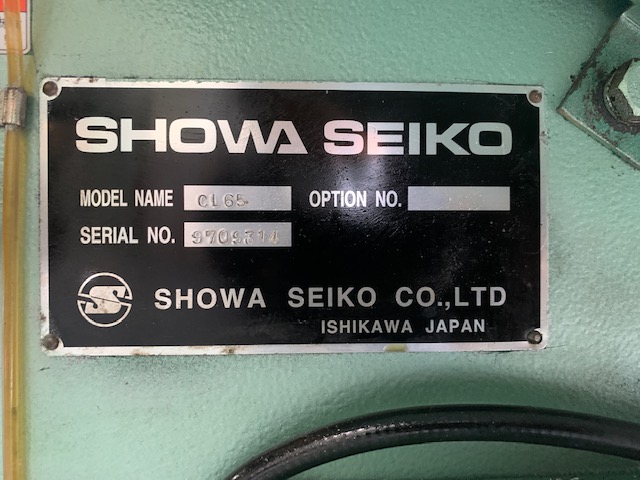 SHOWA SEIKO
MODEL NAME CL65 OPTION NO.
SERIAL NO. 9709314
SHOWA SEIKO CO.,LTD
ISHIKAWA JAPAN